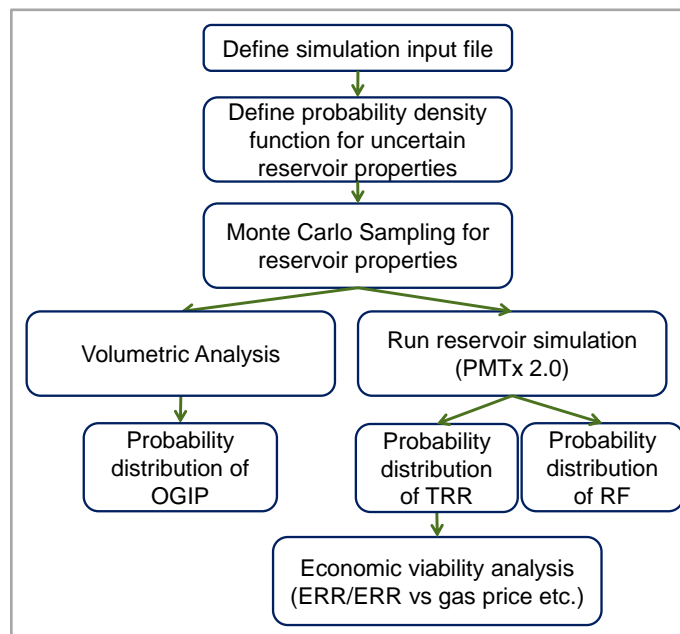 Define simulation input file
Define probability density
function for uncertain
reservoir properties
Monte Carlo Sampling for
reservoir properties
Volumetric Analysis
Run reservoir simulation
(PMTx 2.0)
Probability
distribution of
OGIP
Probability
distribution
of TRR
Probability
distribution
of RF
Economic viability analysis
(ERR/ERR vs gas price etc.)